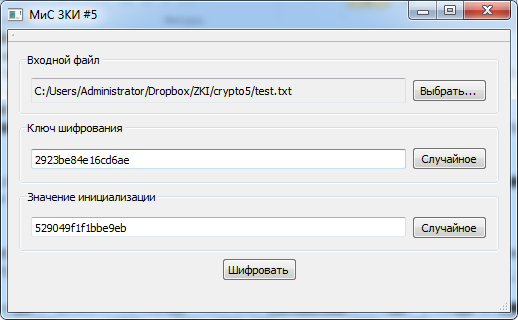 МиС ЗКИ #5
Входной файл
C:/Users/Administrator/Dropbox/ZKI/crypto5/test.txt
Выбрать...
Ключ шифрования
2923be84e16cd6ae
Случайное
Значение инициализации
529049f1f1bbe9eb
Случайное
Шифровать